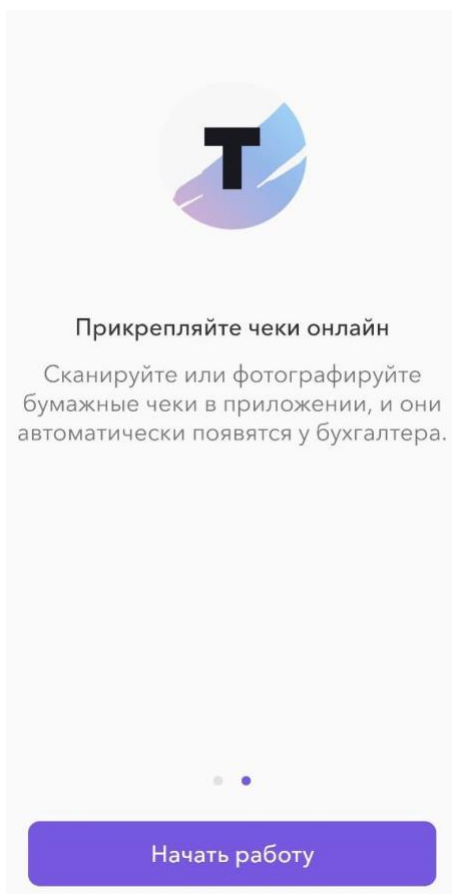 T
Прикрепляйте чеки онлайн
Сканируйте или фотографируйте
бумажные чеки в приложении, и они
автоматически появятся у бухгалтера.
Начать работу